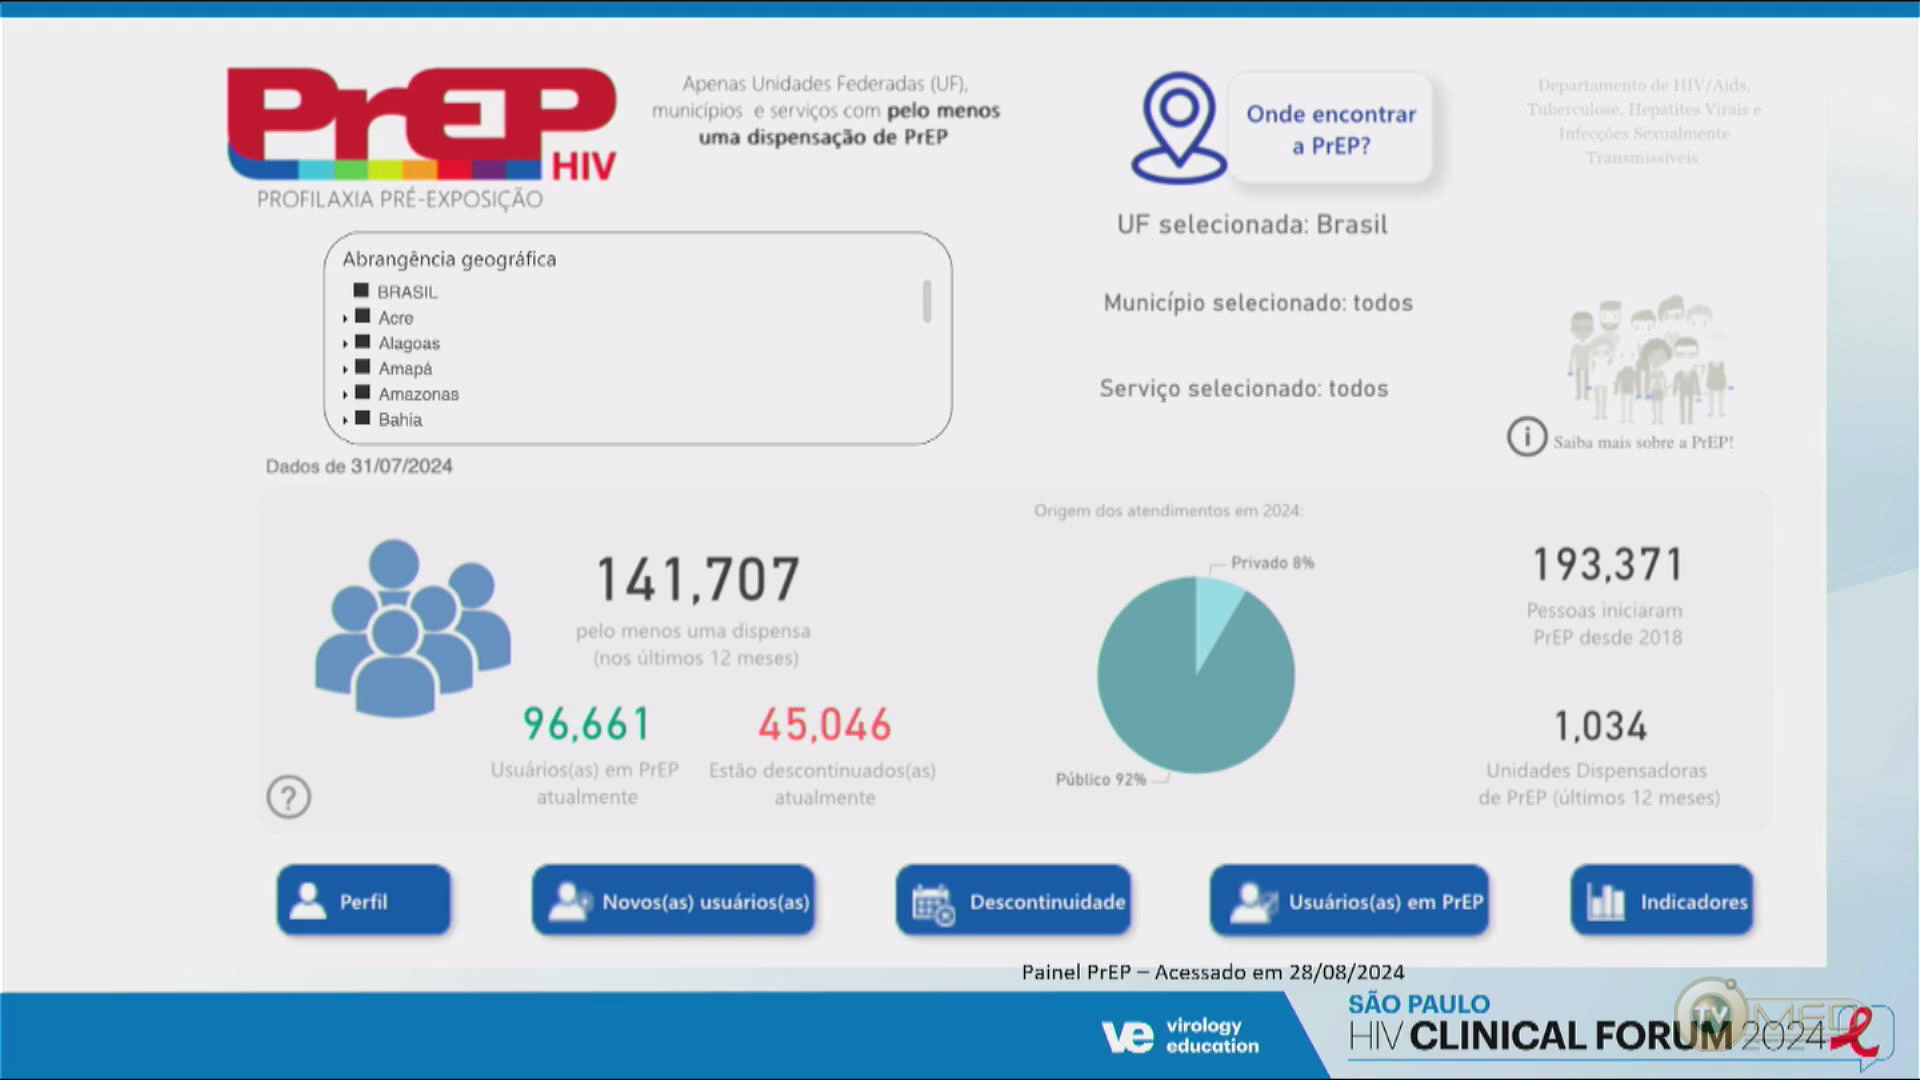 PrEP
HIV
PROFILAXIA PRÉ-EXPOSIÇÃO
Apenas Unidades Federadas (UF),
municípios e serviços com pelo menos
uma dispensação de PrEP
Onde encontrar
a PrEP?
Departamento de HIV/Aids,
Tuberculose, Hepatites Virais e
Infecções Sexualmente
Transmissíveis
UF selecionada: Brasil
Município selecionado: todos
Serviço selecionado: todos
Abrangência geográfica
BRASIL
Acre
Alagoas
Amapá
Amazonas
Bahia
i
Saiba mais sobre a PrEP!
Dados de 31/07/2024
141,707
pelo menos uma dispensa
(nos últimos 12 meses)
96,661
Usuários(as) em PrEP
atualmente
45,046
Estão descontinuados(as)
atualmente
?
Origem dos atendimentos em 2024:
Privado 8%
Público 92%
193,371
Pessoas iniciaram
PrEP desde 2018
1,034
Unidades Dispensadoras
de PrEP (últimos 12 meses)
Perfil
Novos(as) usuários(as)
Descontinuidade
Usuários(as) em PrEP
Indicadores
Painel PrEP – Acessado em 28/08/2024
ve virology
education
SÃO PAULO
HIV CLINICAL FORUM 2024
TV MED